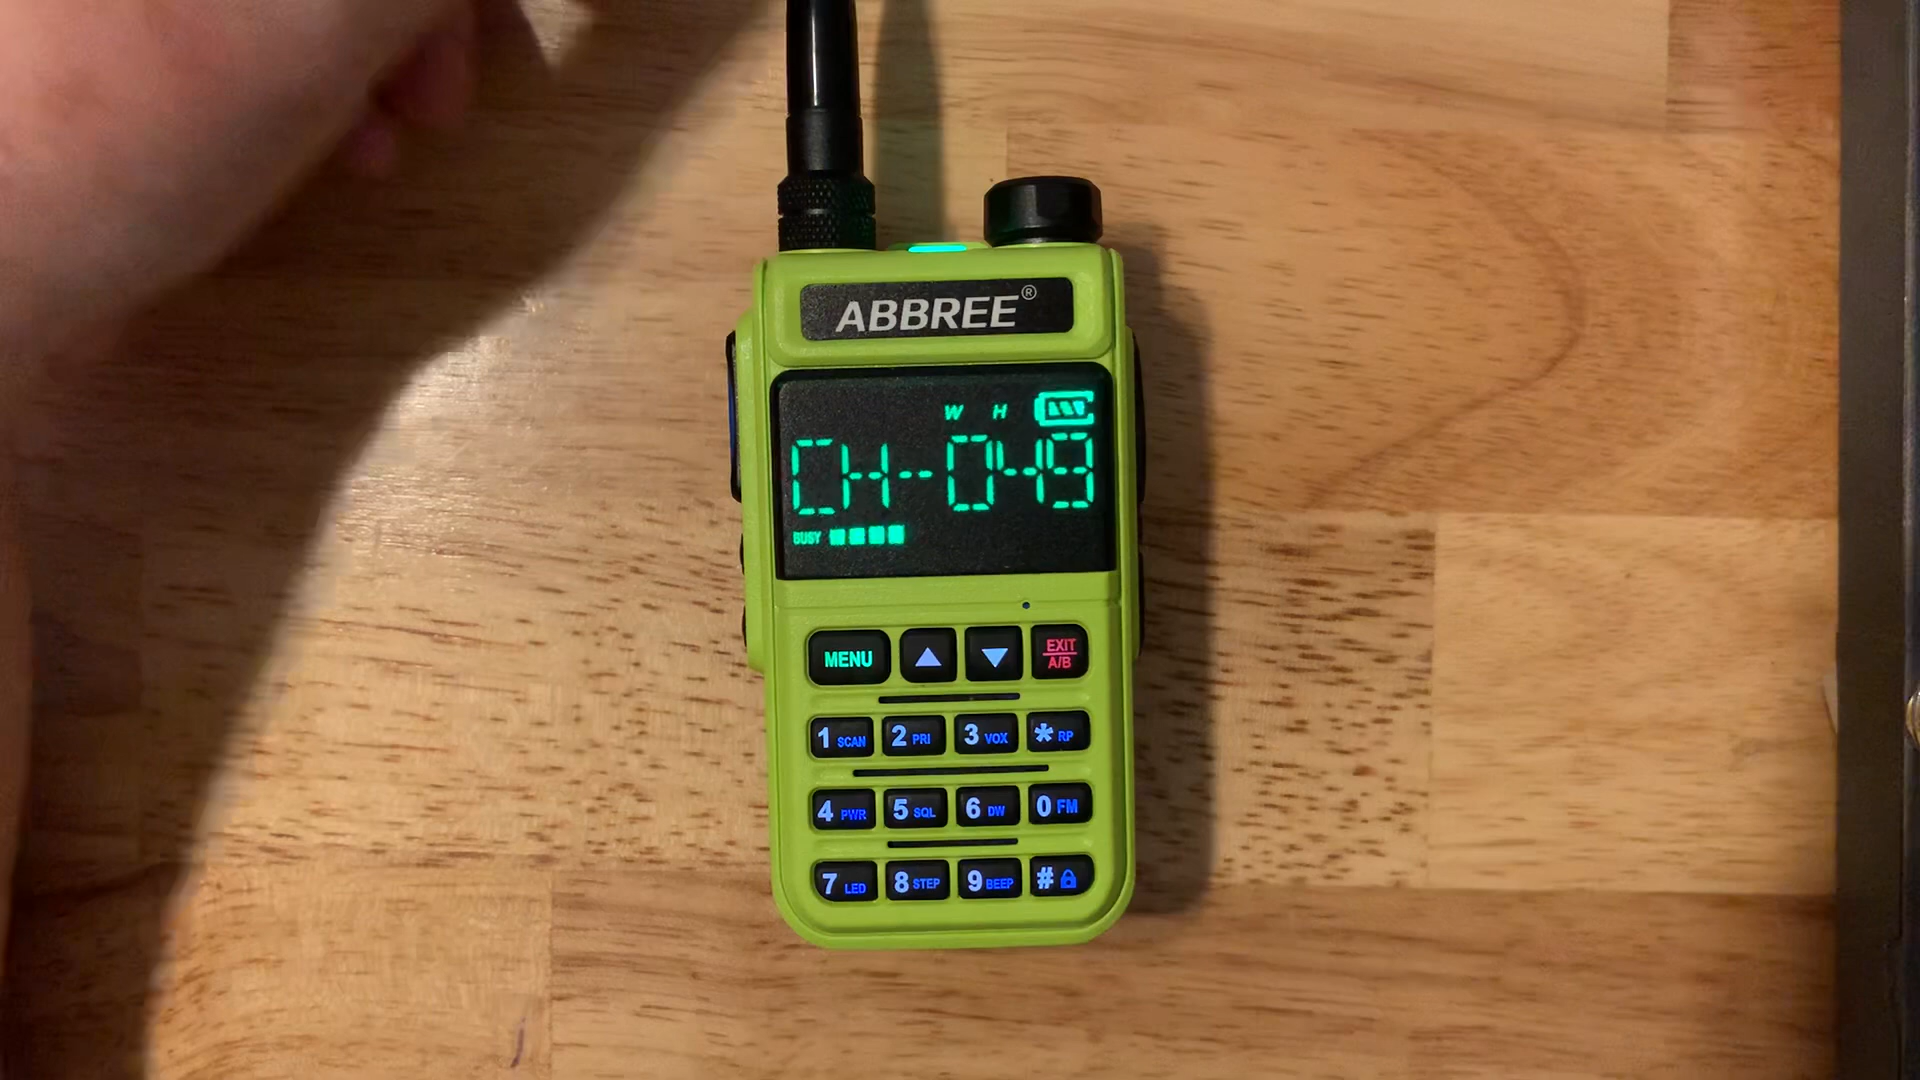 ABBREE®
W H
CH-049
BUSY
MENU ▲ ▼ EXIT A/B
1 SCAN 2 PRI 3 VOX * RP
4 PWR 5 SQL 6 DW 0 FM
7 LED 8 STEP 9 BEEP #